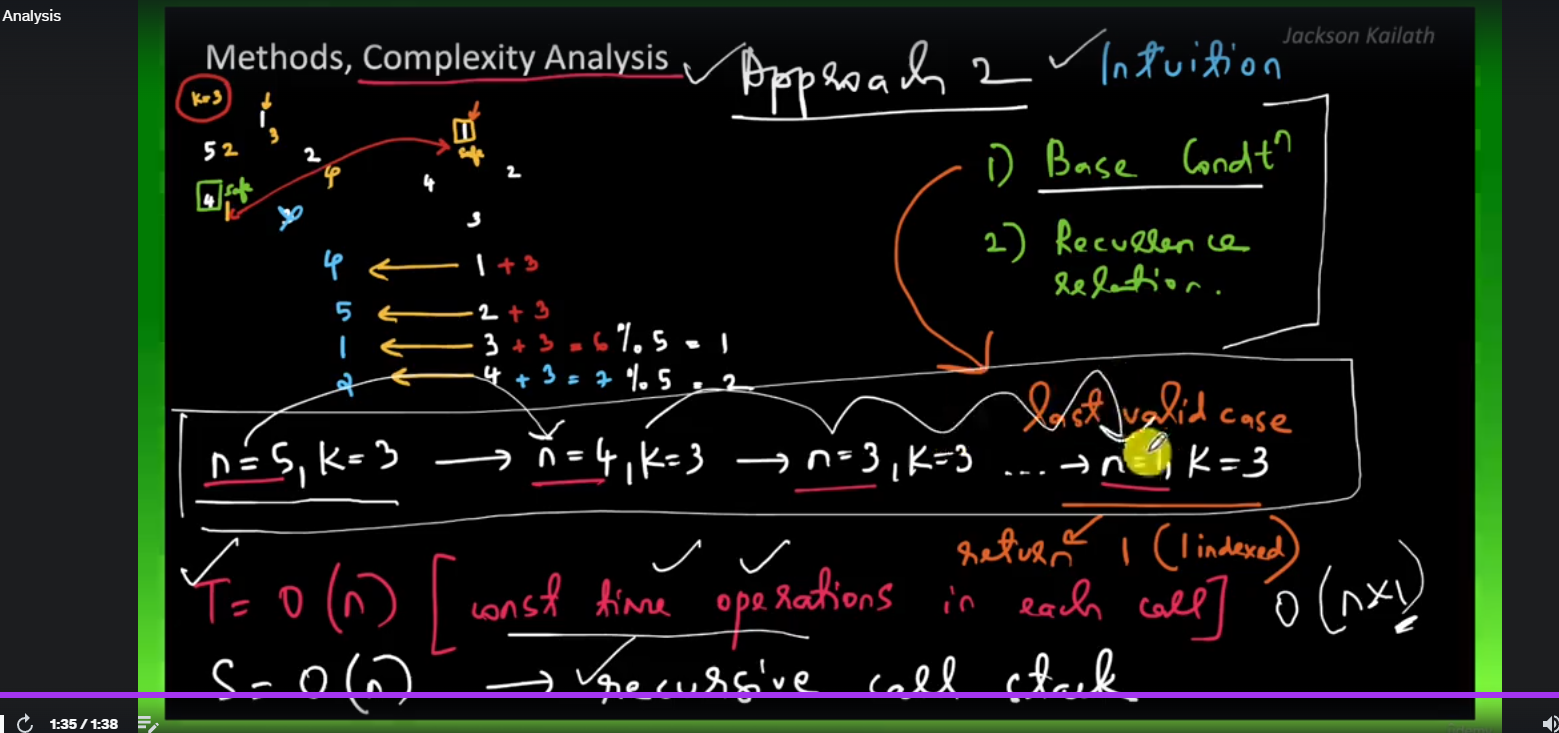 Analysis
Jackson Kailath
Methods, Complexity Analysis
Approach 2
Intuition
k=3
1
3
5 2
2
4
4 safe
1
3
1
safe
2
4
3
1) Base Condtⁿ
2) Recurrence
relation.
4 ← 1 + 3
5 ← 2 + 3
1 ← 3 + 3 = 6 % 5 = 1
2 ← 4 + 3 = 7 % 5 = 2
last valid case
n=5, k=3 → n=4, k=3 → n=3, k=3 .... → n=1, k=3
return 1 (1 indexed)
T= O(n) [const time operations in each call] O(n×1)
S= O(n) → recursive call stack
1:35 / 1:38